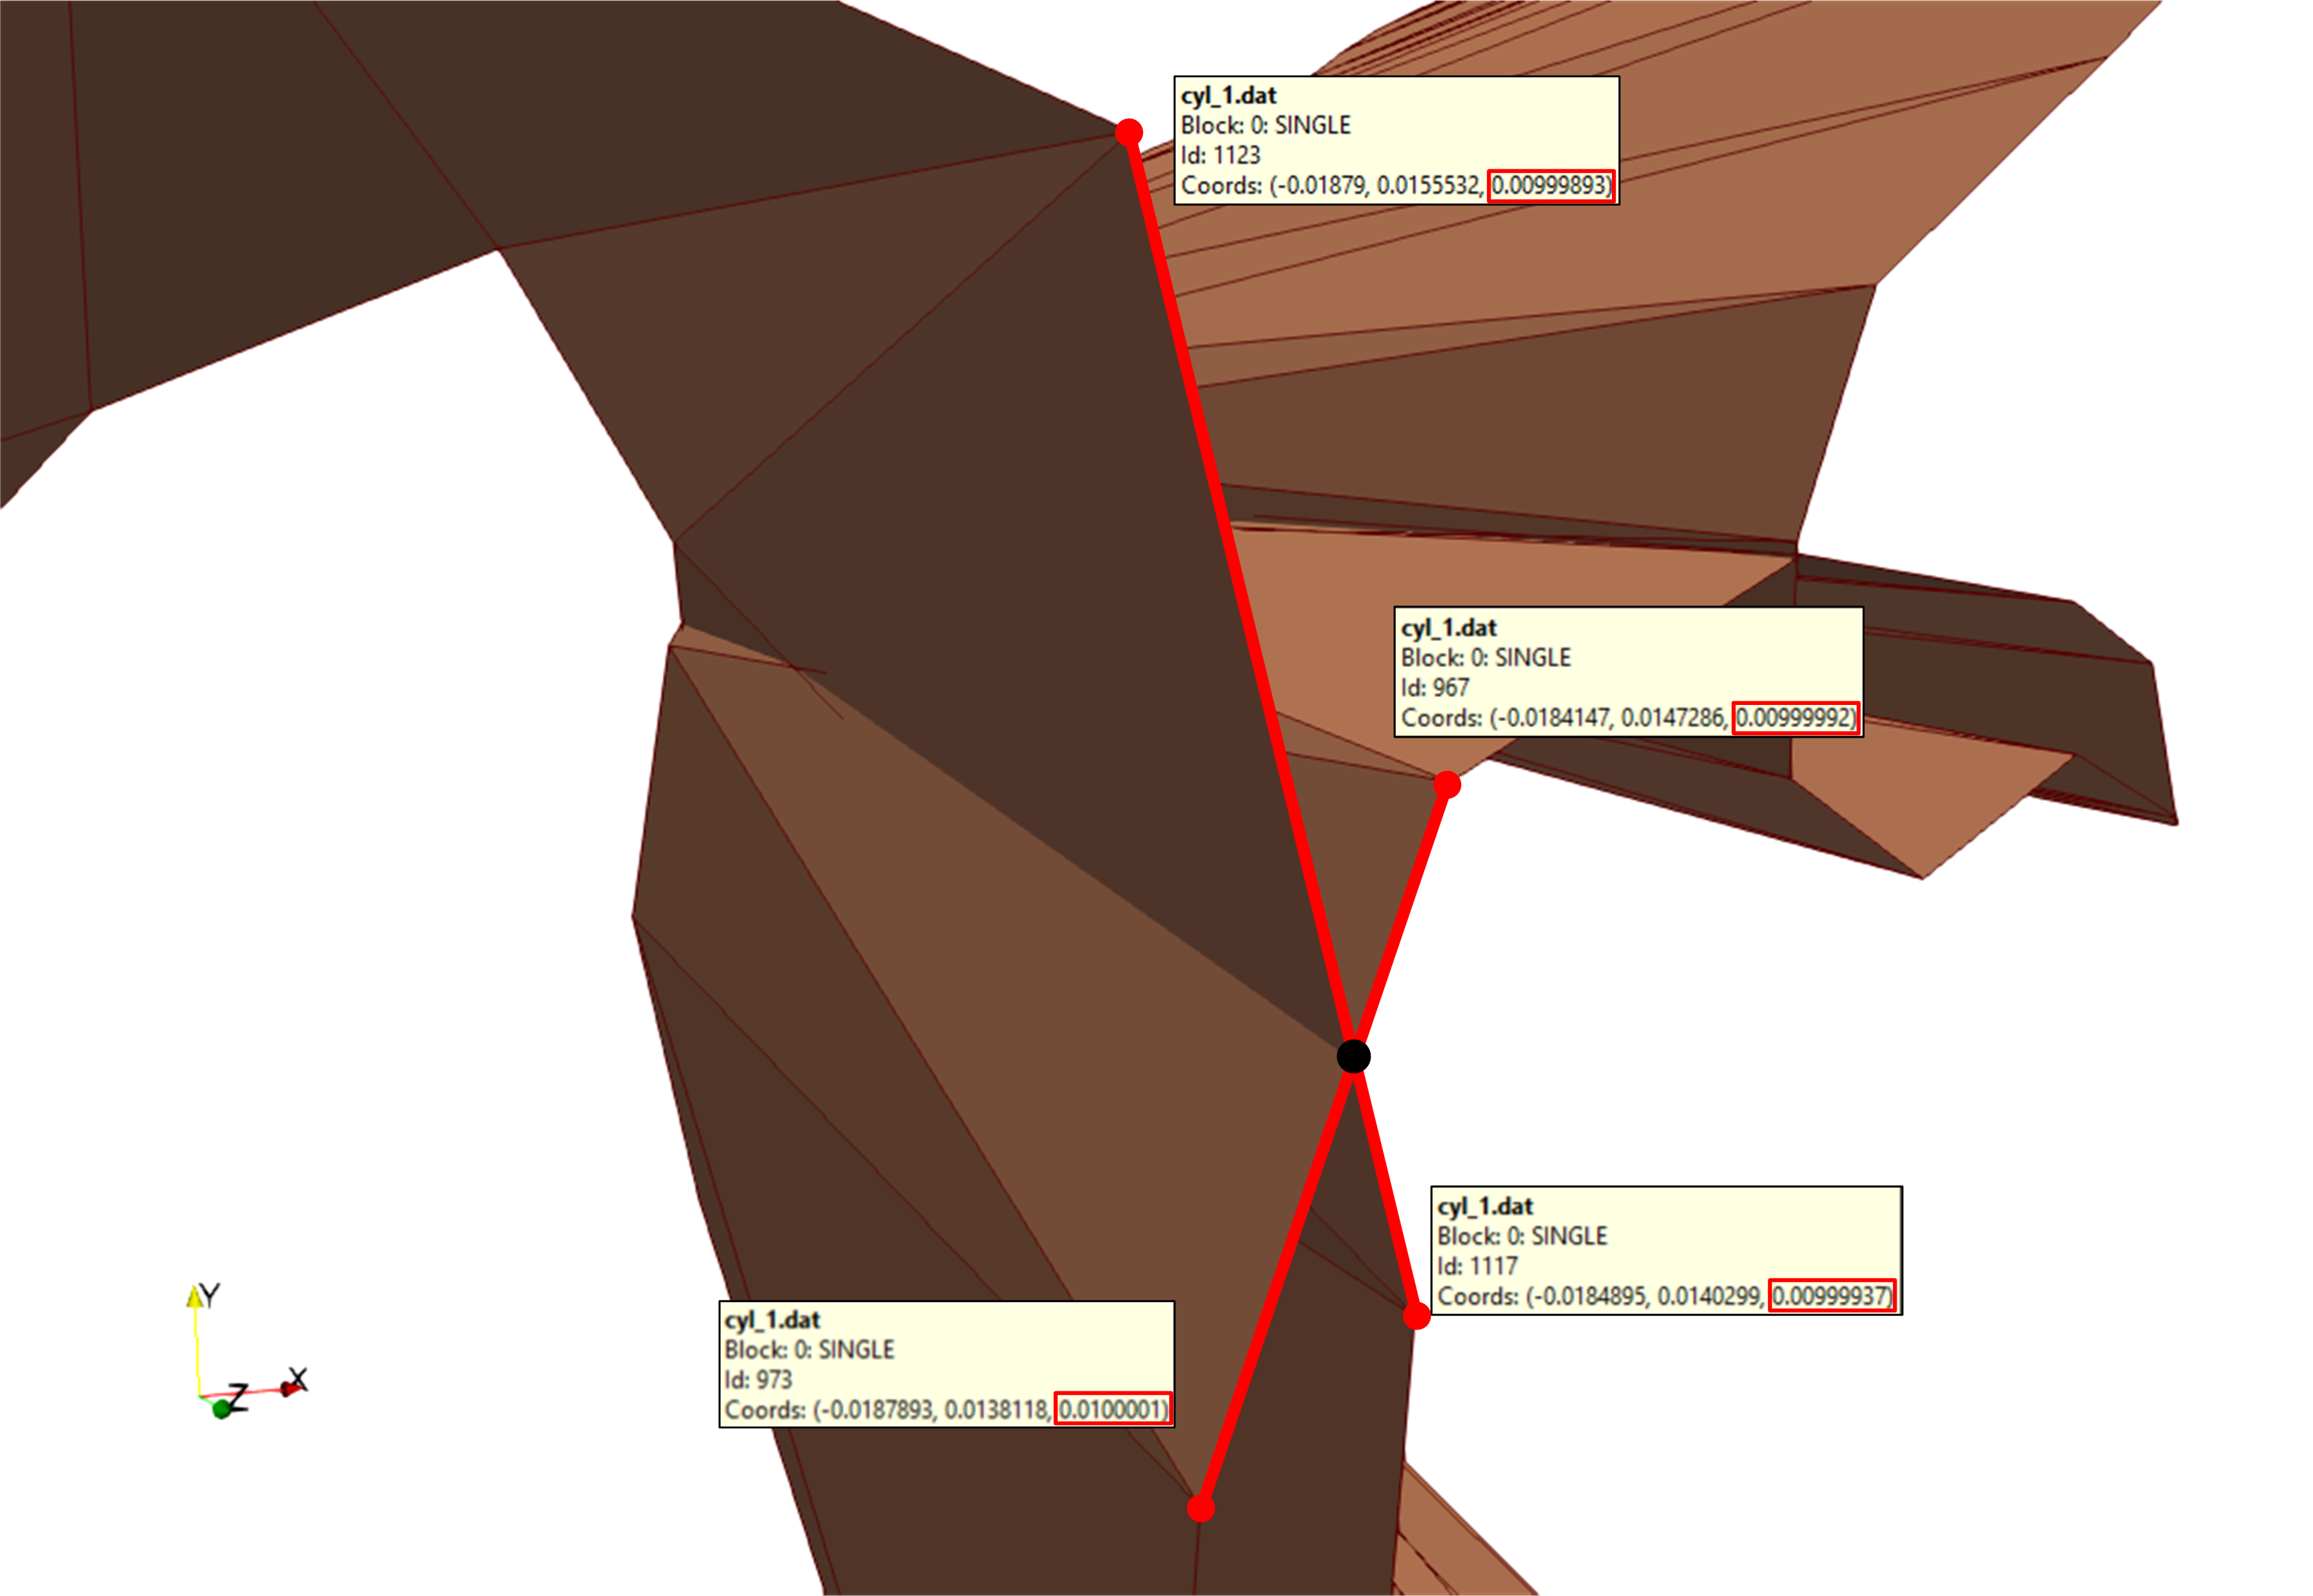 cyl_1.dat
Block: 0: SINGLE
Id: 1123
Coords: (-0.01879, 0.0155532, 0.00999893)
cyl_1.dat
Block: 0: SINGLE
Id: 967
Coords: (-0.0184147, 0.0147286, 0.00999992)
cyl_1.dat
Block: 0: SINGLE
Id: 1117
Coords: (-0.0184895, 0.0140299, 0.00999937)
cyl_1.dat
Block: 0: SINGLE
Id: 973
Coords: (-0.0187893, 0.0138118, 0.0100001)
Y
X
Z